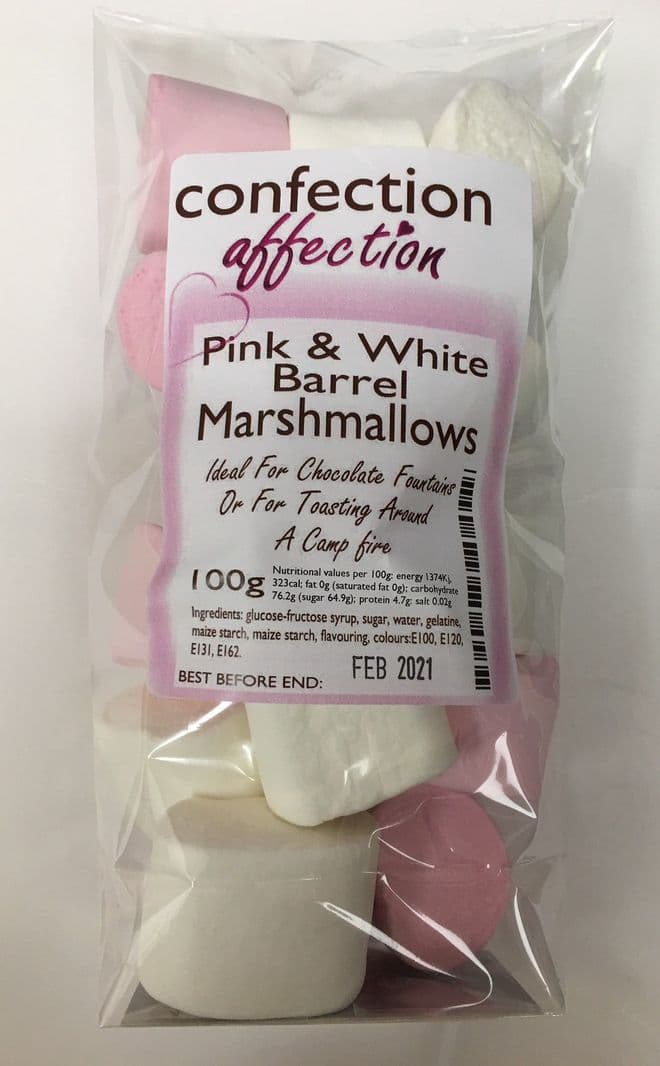 confection
affection
Pink & White
Barrel
Marshmallows
Ideal For Chocolate Fountains
Or For Toasting Around
A Camp fire
100g
Nutritional values per 100g: energy 1374Kj,
323cal; fat 0g (saturated fat 0g); carbohydrate
76.2g (sugar 64.9g); protein 4.7g; salt 0.02g
Ingredients: glucose-fructose syrup, sugar, water, gelatine,
maize starch, maize starch, flavouring, colours:E100, E120,
E131, E162.
BEST BEFORE END: FEB 2021